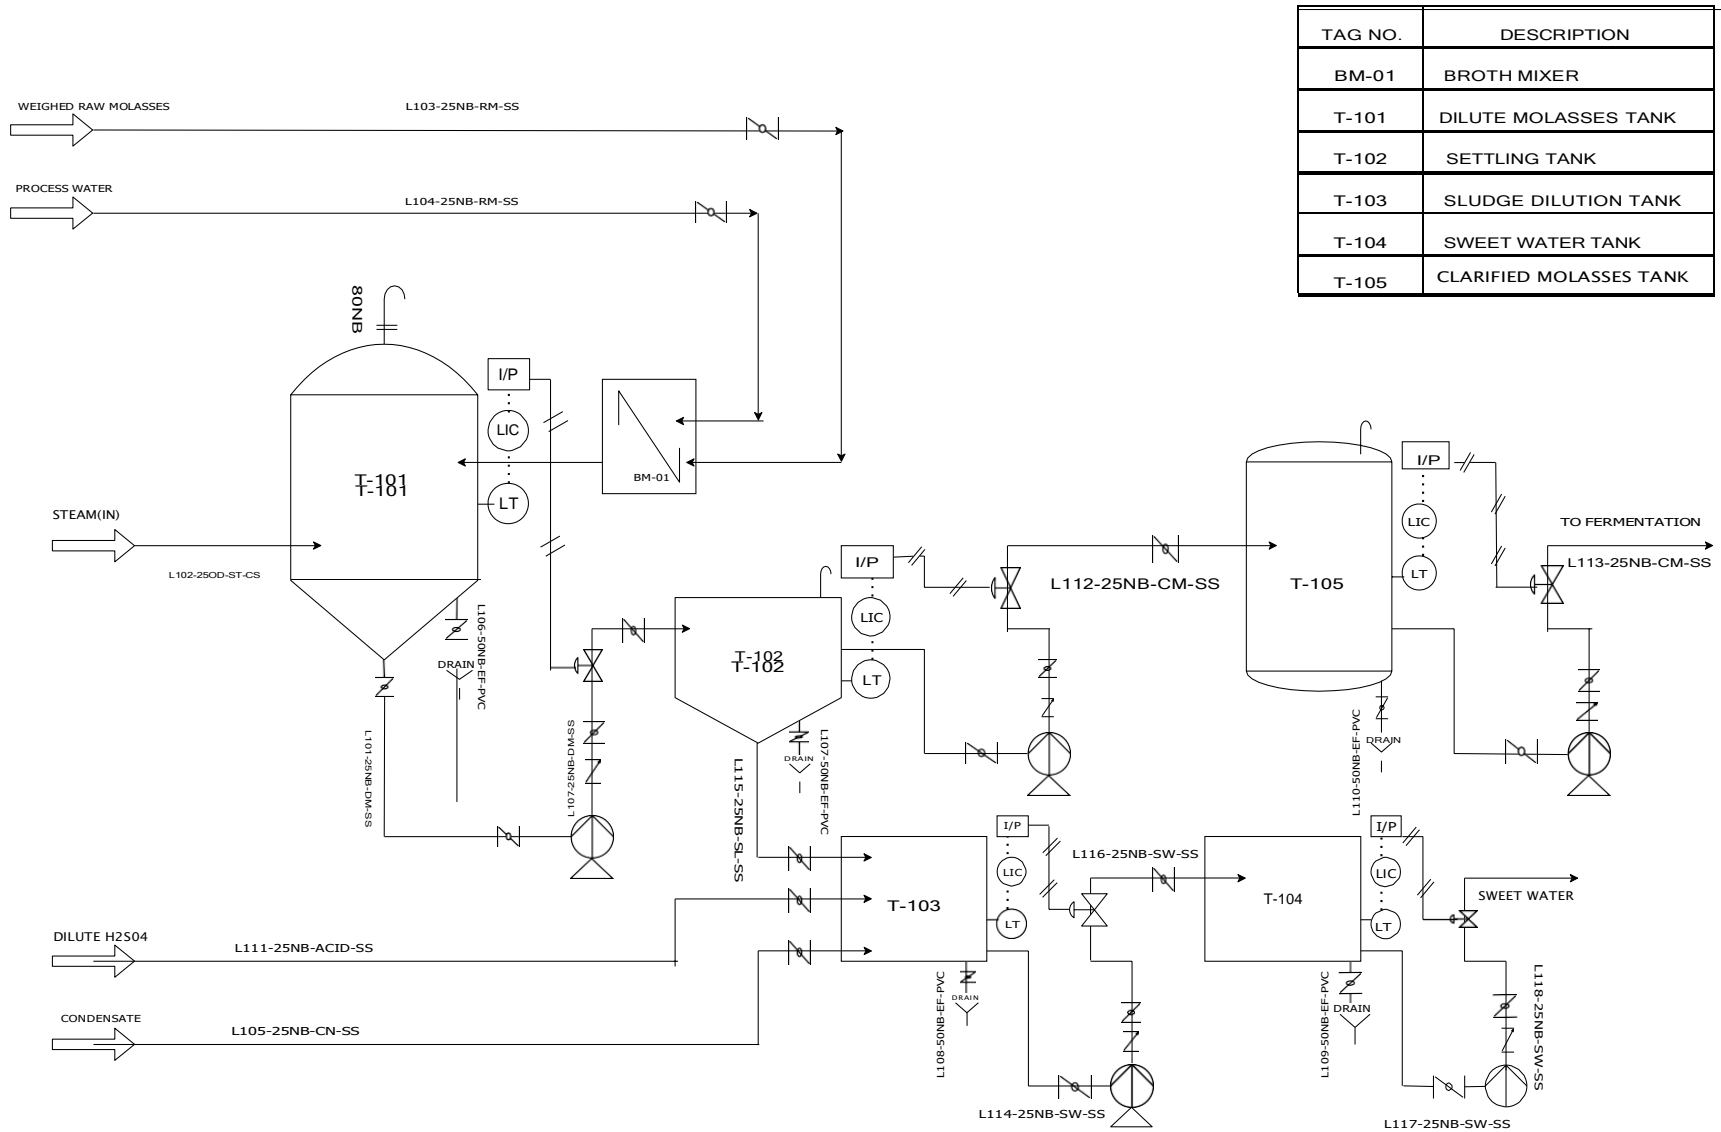 TAG NO. DESCRIPTION
BM-01 BROTH MIXER
T-101 DILUTE MOLASSES TANK
T-102 SETTLING TANK
T-103 SLUDGE DILUTION TANK
T-104 SWEET WATER TANK
T-105 CLARIFIED MOLASSES TANK
WEIGHED RAW MOLASSES
L103-25NB-RM-SS
PROCESS WATER
L104-25NB-RM-SS
80NB
I/P
LIC
LT
T-101
T-101
BM-01
STEAM(IN)
L102-25OD-ST-CS
L106-50NB-EF-PVC
DRAIN
L101-25NB-DM-SS
L107-25NB-DM-SS
T-102
T-102
I/P
LIC
LT
L107-50NB-EF-PVC
DRAIN
L115-25NB-SL-SS
L112-25NB-CM-SS
T-105
I/P
LIC
LT
TO FERMENTATION
L113-25NB-CM-SS
L110-50NB-EF-PVC
DRAIN
I/P
LIC
LT
T-103
L116-25NB-SW-SS
T-104
I/P
LIC
LT
SWEET WATER
DILUTE H2S04
L111-25NB-ACID-SS
CONDENSATE
L105-25NB-CN-SS
L108-50NB-EF-PVC
DRAIN
L114-25NB-SW-SS
L109-50NB-EF-PVC
DRAIN
L118-25NB-SW-SS
L117-25NB-SW-SS